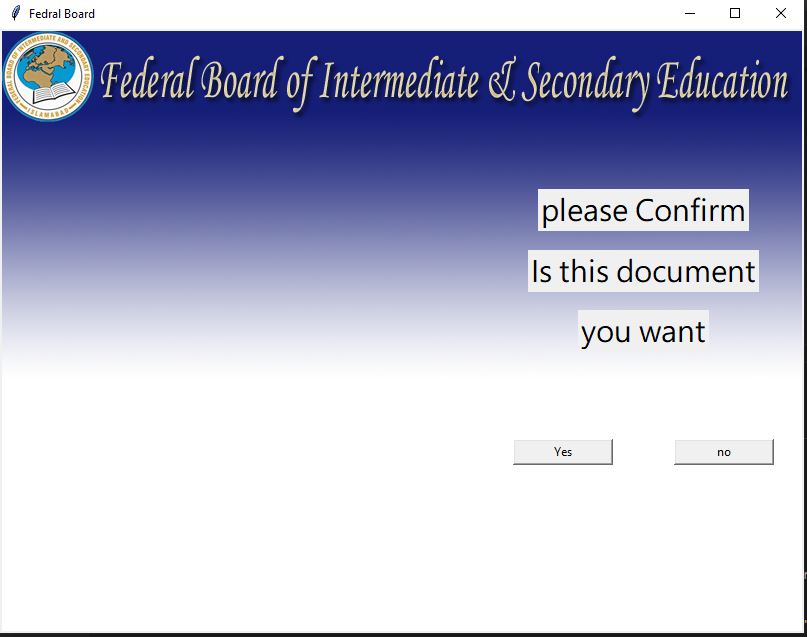 Fedral Board
FEDERAL BOARD OF INTERMEDIATE AND SECONDARY EDUCATION
ISLAMABAD
Federal Board of Intermediate & Secondary Education
please Confirm
Is this document
you want
Yes
no